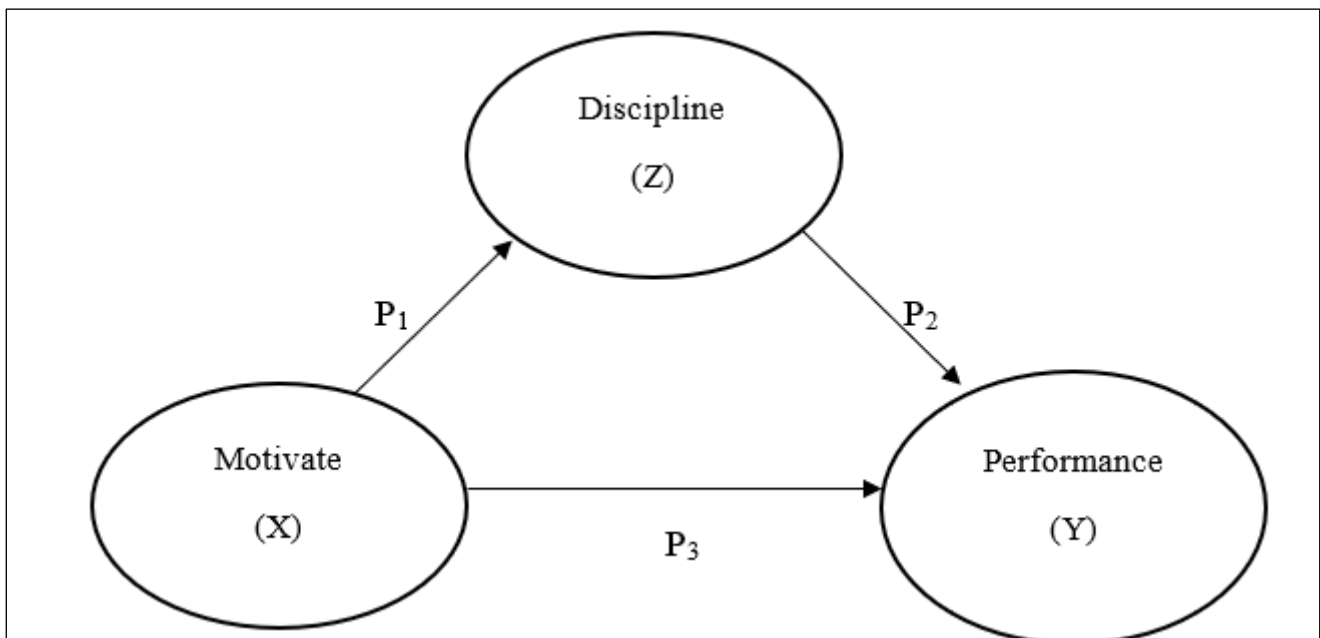 Discipline
(Z)
P₁
P₂
Motivate
(X)
Performance
(Y)
P₃